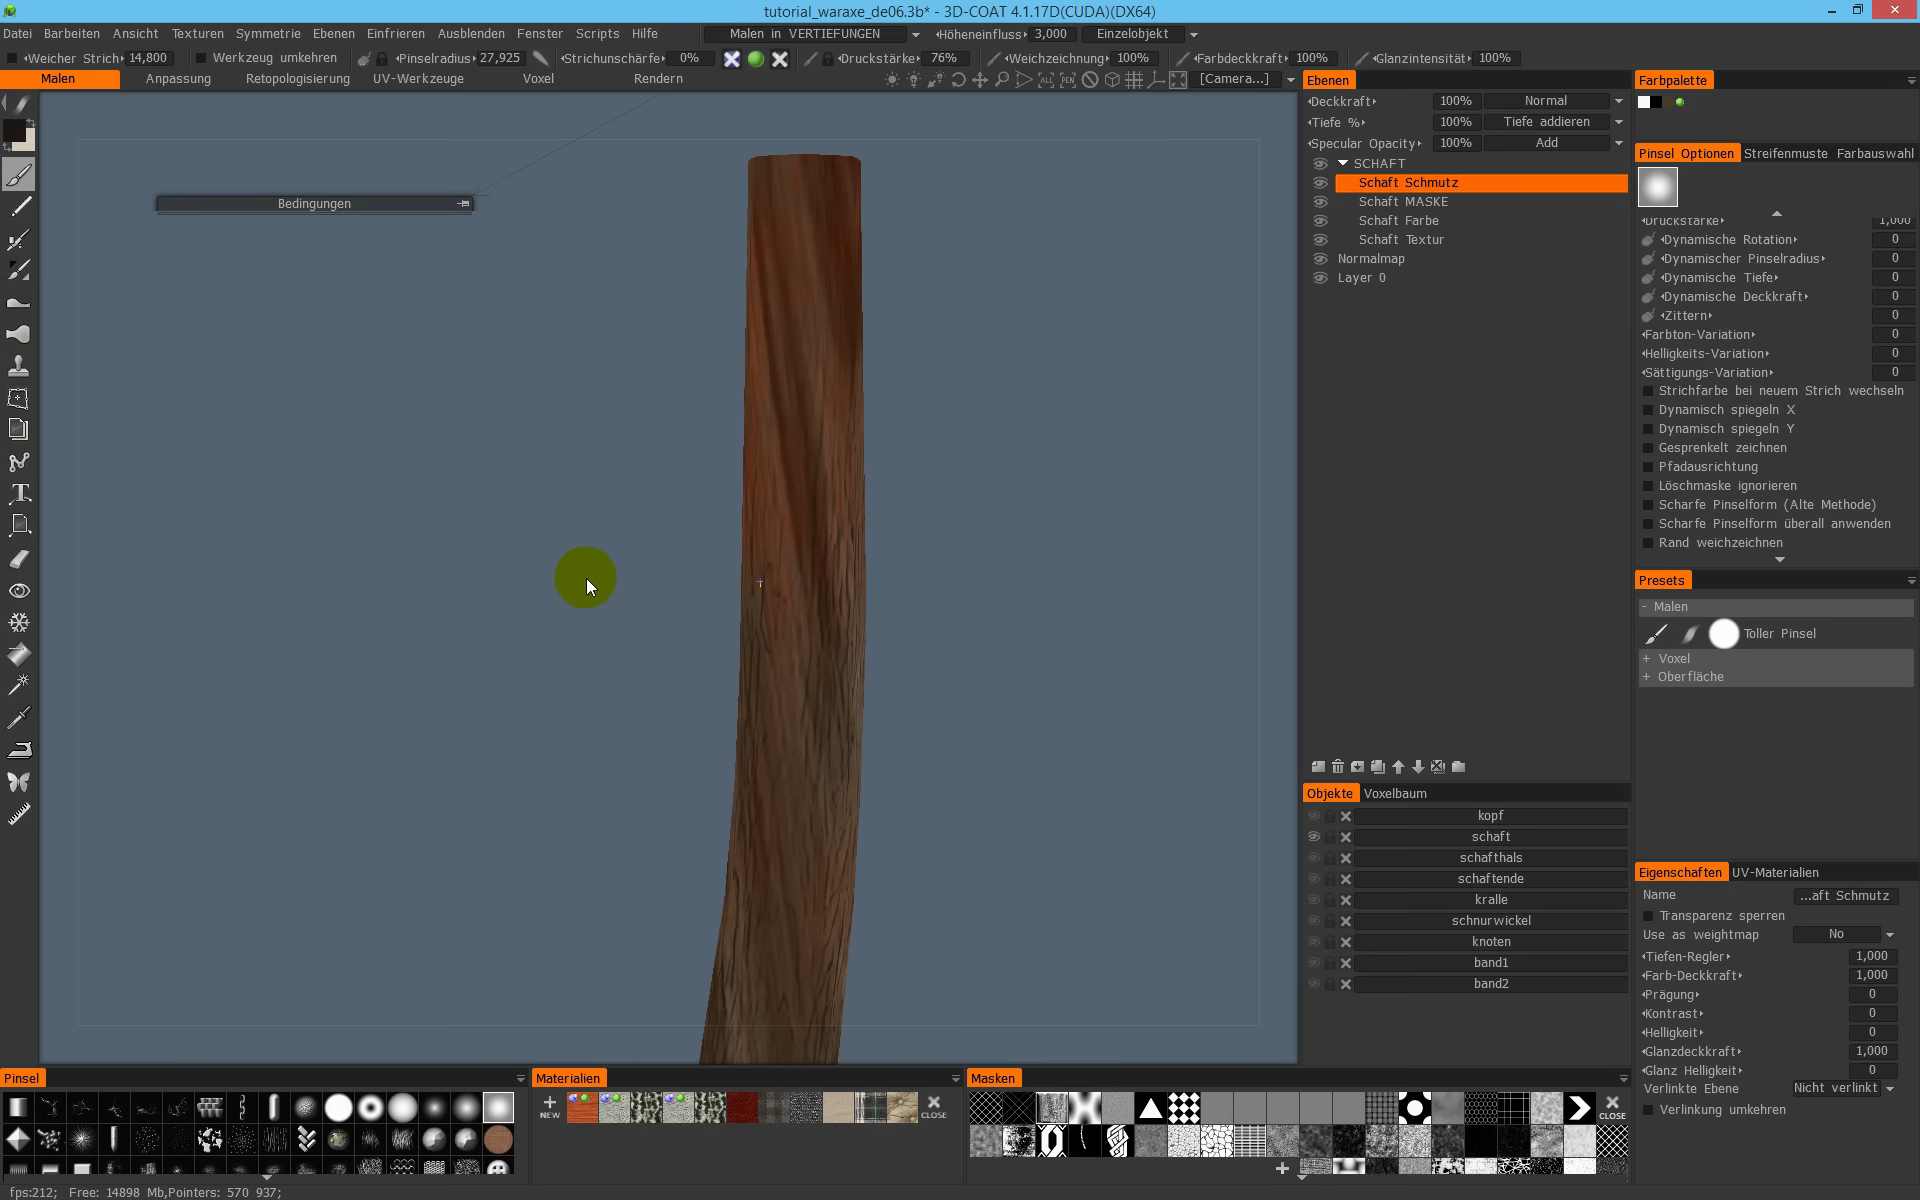 tutorial_waraxe_de06.3b* - 3D-COAT 4.1.17D(CUDA)(DX64)
Datei Bearbeiten Ansicht Texturen Symmetrie Ebenen Einfrieren Ausblenden Fenster Scripts Hilfe Malen in VERTIEFUNGEN Höheneinfluss 3,000 Einzelobjekt
Weicher Strich 14,800 Werkzeug umkehren Pinselradius 27,925 Strichunschärfe 0% Druckstärke 76% Weichzeichnung 100% Farbdeckkraft 100% Glanzintensität 100%
Malen Anpassung Retopologisierung UV-Werkzeuge Voxel Rendern [Camera...]
Bedingungen
Ebenen
Deckkraft 100% Normal
Tiefe % 100% Tiefe addieren
Specular Opacity 100% Add
SCHAFT
Schaft Schmutz
Schaft MASKE
Schaft Farbe
Schaft Textur
Normalmap
Layer 0
Objekte Voxelbaum
kopf
schaft
schafthals
schaftende
kralle
schnurwickel
knoten
band1
band2
Farbpalette
Pinsel Optionen Streifenmuste Farbauswahl
Druckstärke 1,000
Dynamische Rotation 0
Dynamischer Pinselradius 0
Dynamische Tiefe 0
Dynamische Deckkraft 0
Zittern 0
Farbton-Variation 0
Helligkeits-Variation 0
Sättigungs-Variation 0
Strichfarbe bei neuem Strich wechseln
Dynamisch spiegeln X
Dynamisch spiegeln Y
Gesprenkelt zeichnen
Pfadausrichtung
Löschmaske ignorieren
Scharfe Pinselform (Alte Methode)
Scharfe Pinselform überall anwenden
Rand weichzeichnen
Presets
- Malen
Toller Pinsel
+ Voxel
+ Oberfläche
Eigenschaften UV-Materialien
Name ...aft Schmutz
Transparenz sperren
Use as weightmap No
Tiefen-Regler 1,000
Farb-Deckkraft 1,000
Prägung 0
Kontrast 0
Helligkeit 0
Glanzdeckkraft 1,000
Glanz Helligkeit 0
Verlinkte Ebene Nicht verlinkt
Verlinkung umkehren
Pinsel
Materialien
NEW
CLOSE
Masken
CLOSE
fps:212; Free: 14898 Mb,Pointers: 570 937;